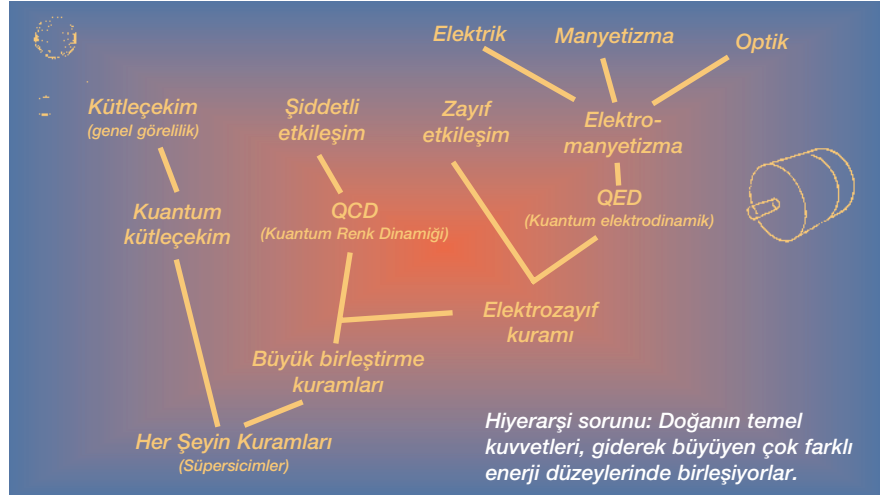 Elektrik
Manyetizma
Optik
Kütleçekim
(genel görelilik)
Şiddetli
etkileşim
Zayıf
etkileşim
Elektro-
manyetizma
Kuantum
kütleçekim
QCD
(Kuantum Renk Dinamiği)
QED
(Kuantum elektrodinamik)
Elektrozayıf
kuramı
Büyük birleştirme
kuramları
Her Şeyin Kuramları
(Süpersicimler)
Hiyerarşi sorunu: Doğanın temel
kuvvetleri, giderek büyüyen çok farklı
enerji düzeylerinde birleşiyorlar.